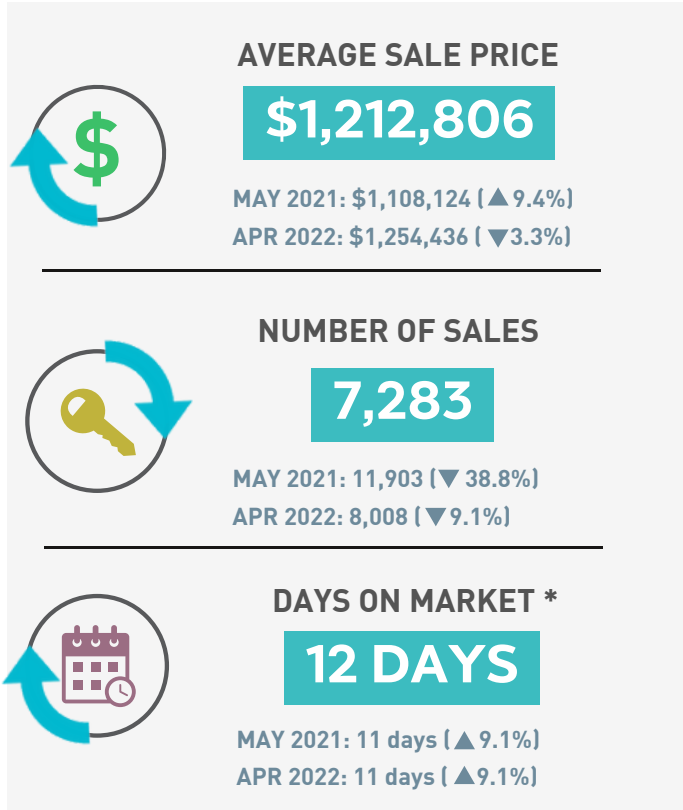 AVERAGE SALE PRICE
$1,212,806
MAY 2021: $1,108,124 (▲ 9.4%)
APR 2022: $1,254,436 ( ▼3.3%)
NUMBER OF SALES
7,283
MAY 2021: 11,903 (▼ 38.8%)
APR 2022: 8,008 ( ▼9.1%)
DAYS ON MARKET *
12 DAYS
MAY 2021: 11 days (▲ 9.1%)
APR 2022: 11 days ( ▲9.1%)